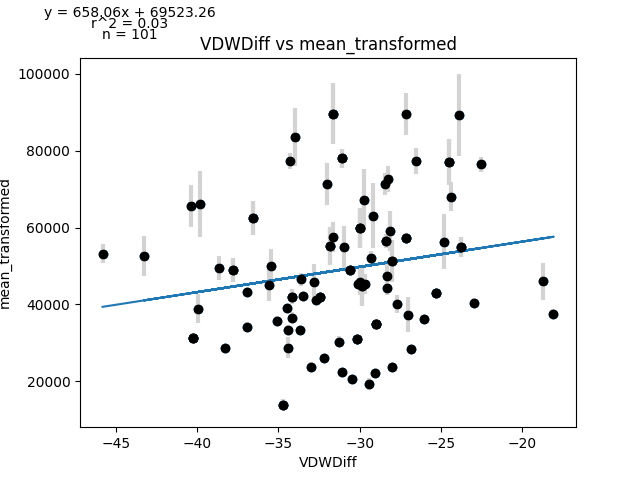 y = 658.06x + 69523.26
r^2 = 0.03
n = 101
VDWDiff vs mean_transformed
100000
80000
60000
40000
20000
mean_transformed
−45
−40
−35
−30
−25
−20
VDWDiff